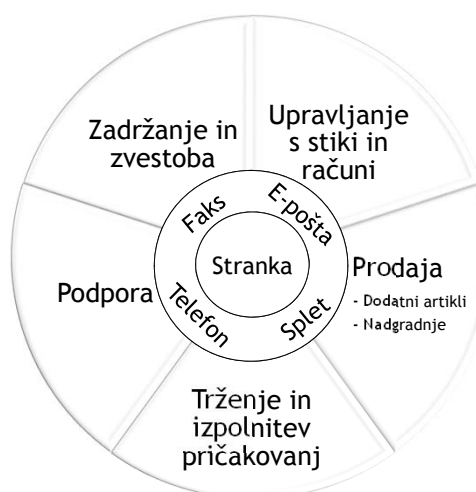 Zadržanje in
zvestoba
Upravljanje
s stiki in
računi
Faks
E-pošta
Stranka
Telefon
Splet
Podpora
Prodaja
- Dodatni artikli
- Nadgradnje
Trženje in
izpolnitev
pričakovanj